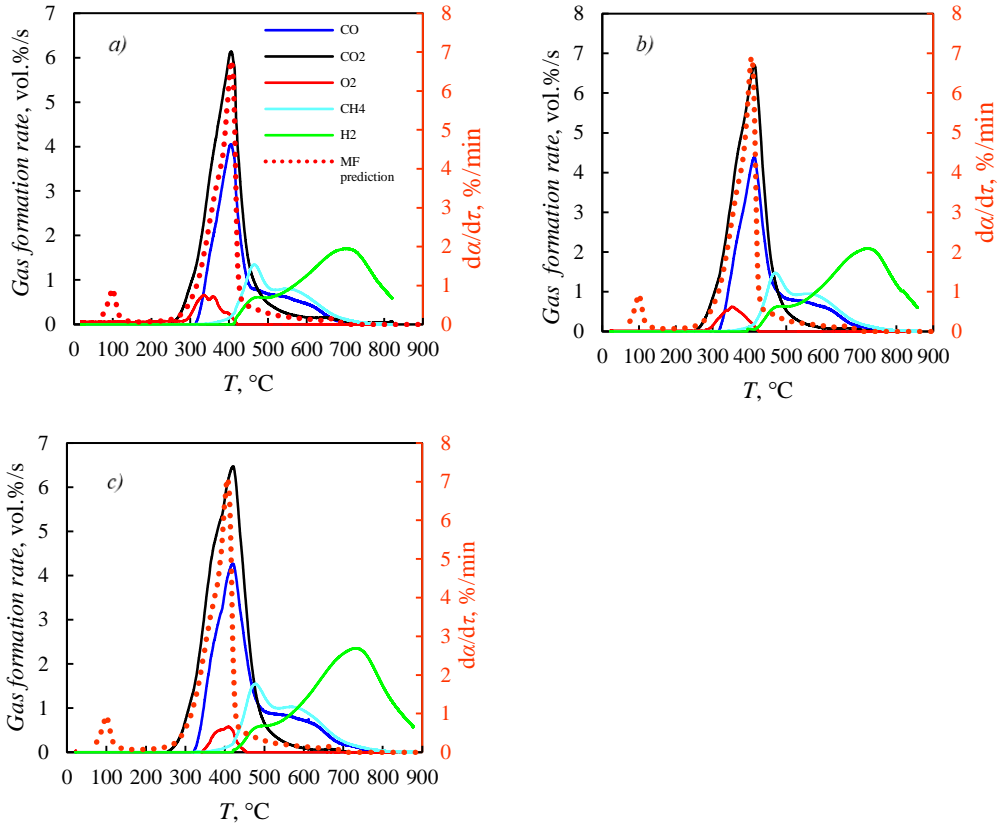 a)
CO
CO2
O2
CH4
H2
MF
prediction
Gas formation rate, vol.%/s
7
6
5
4
3
2
1
0
8
7
6
5
4
3
2
1
0
dα/dτ, %/min
0 100 200 300 400 500 600 700 800 900
T, °C
b)
Gas formation rate, vol.%/s
8
7
6
5
4
3
2
1
0
8
7
6
5
4
3
2
1
0
dα/dτ, %/min
0 100 200 300 400 500 600 700 800 900
T, °C
c)
Gas formation rate, vol.%/s
7
6
5
4
3
2
1
0
8
7
6
5
4
3
2
1
0
dα/dτ, %/min
0 100 200 300 400 500 600 700 800 900
T, °C